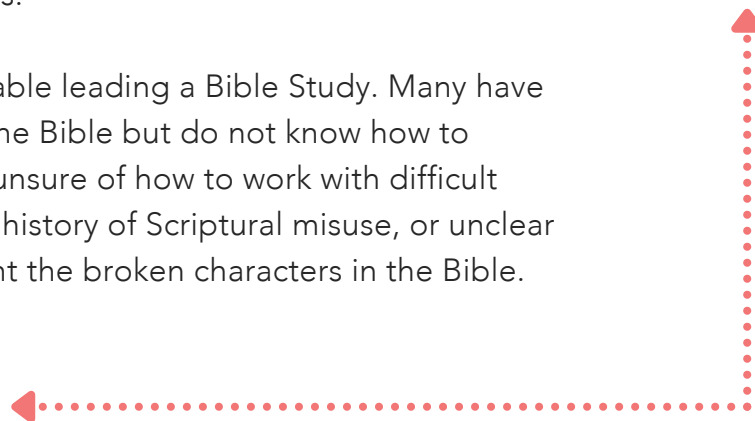 s.
able leading a Bible Study. Many have
he Bible but do not know how to
unsure of how to work with difficult
history of Scriptural misuse, or unclear
nt the broken characters in the Bible.